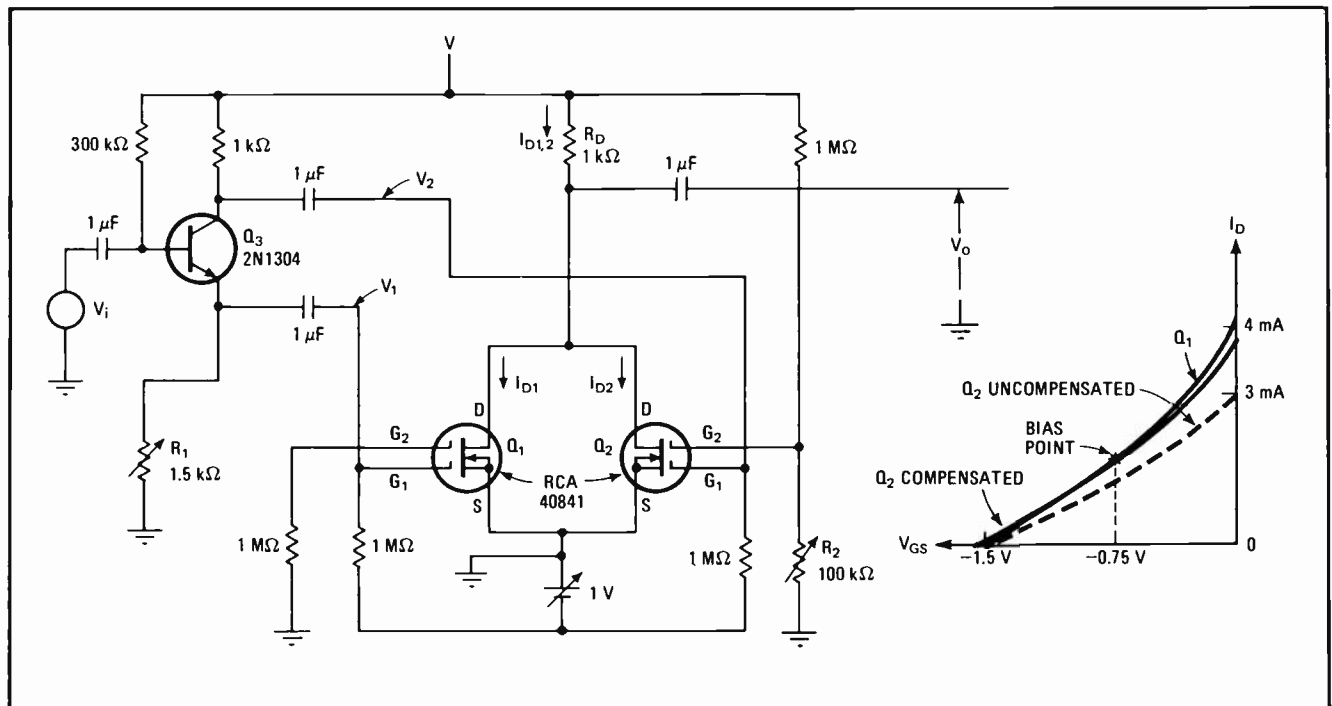 V
300 kΩ
1 kΩ
I_D1,2
R_D
1 kΩ
1 MΩ
1 μF
V_2
1 μF
1 μF
Q_3
2N1304
V_i
V_1
1 μF
V_o
I_D
4 mA
Q_1
Q_2 UNCOMPENSATED
3 mA
BIAS
POINT
Q_2 COMPENSATED
V_GS
−1.5 V
−0.75 V
0
I_D1
I_D2
D
D
G_2
Q_1
Q_2
G_2
G_1
G_1
RCA
40841
S
S
R_1
1.5 kΩ
1 MΩ
1 MΩ
1 MΩ
R_2
100 kΩ
1 V